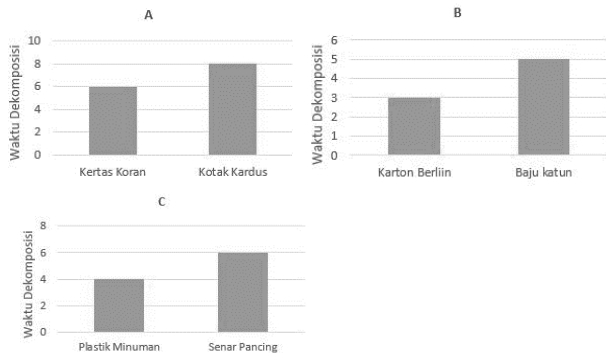 A
Waktu Dekomposisi
10
8
6
4
2
0
Kertas Koran Kotak Kardus
B
Waktu Dekomposisi
6
5
4
3
2
1
0
Karton Berliin Baju katun
C
Waktu Dekomposisi
8
6
4
2
0
Plastik Minuman Senar Pancing